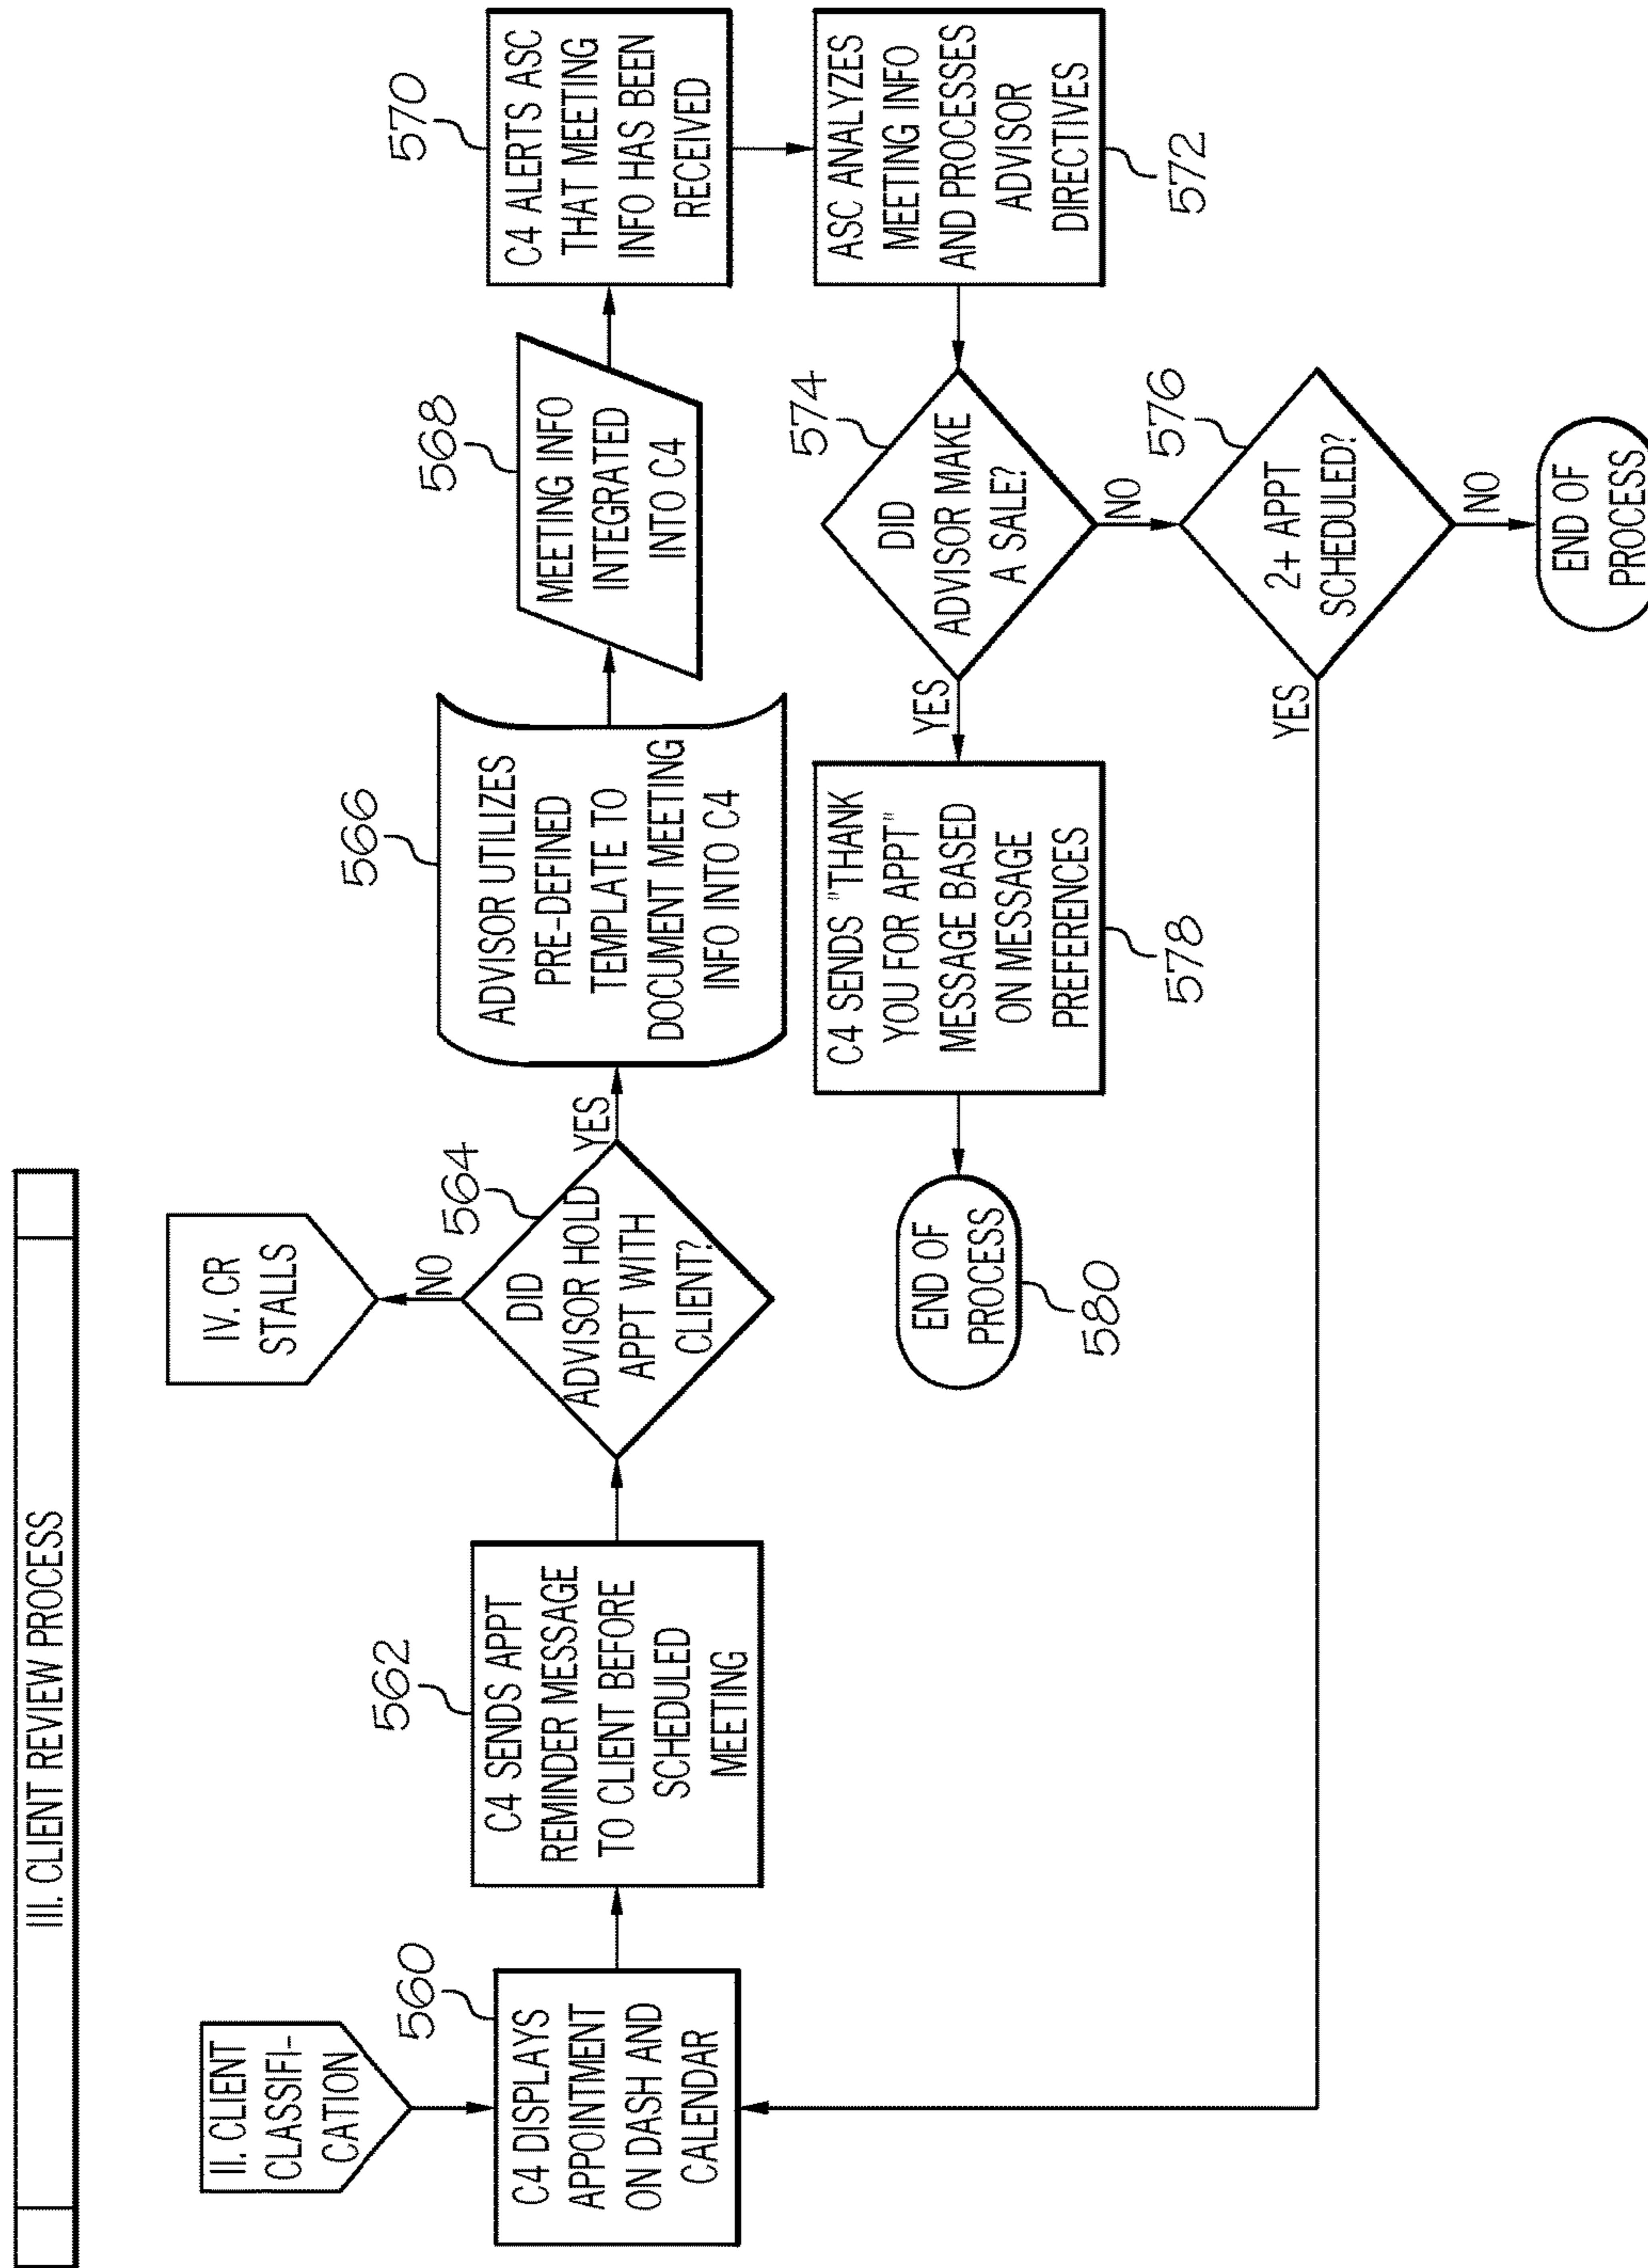 III. CLIENT REVIEW PROCESS
II. CLIENT
CLASSIFI-
CATION
560
C4 DISPLAYS
APPOINTMENT
ON DASH AND
CALENDAR
562
C4 SENDS APPT
REMINDER MESSAGE
TO CLIENT BEFORE
SCHEDULED
MEETING
IV. CR
STALLS
NO
564
DID
ADVISOR HOLD
APPT WITH
CLIENT?
YES
566
ADVISOR UTILIZES
PRE-DEFINED
TEMPLATE TO
DOCUMENT MEETING
INFO INTO C4
568
MEETING INFO
INTEGRATED
INTO C4
570
C4 ALERTS ASC
THAT MEETING
INFO HAS BEEN
RECEIVED
ASC ANALYZES
MEETING INFO
AND PROCESSES
ADVISOR
DIRECTIVES
572
574
DID
ADVISOR MAKE
A SALE?
YES
NO
C4 SENDS "THANK
YOU FOR APPT"
MESSAGE BASED
ON MESSAGE
PREFERENCES
578
END OF
PROCESS
580
576
2+ APPT
SCHEDULED?
YES
NO
END OF
PROCESS